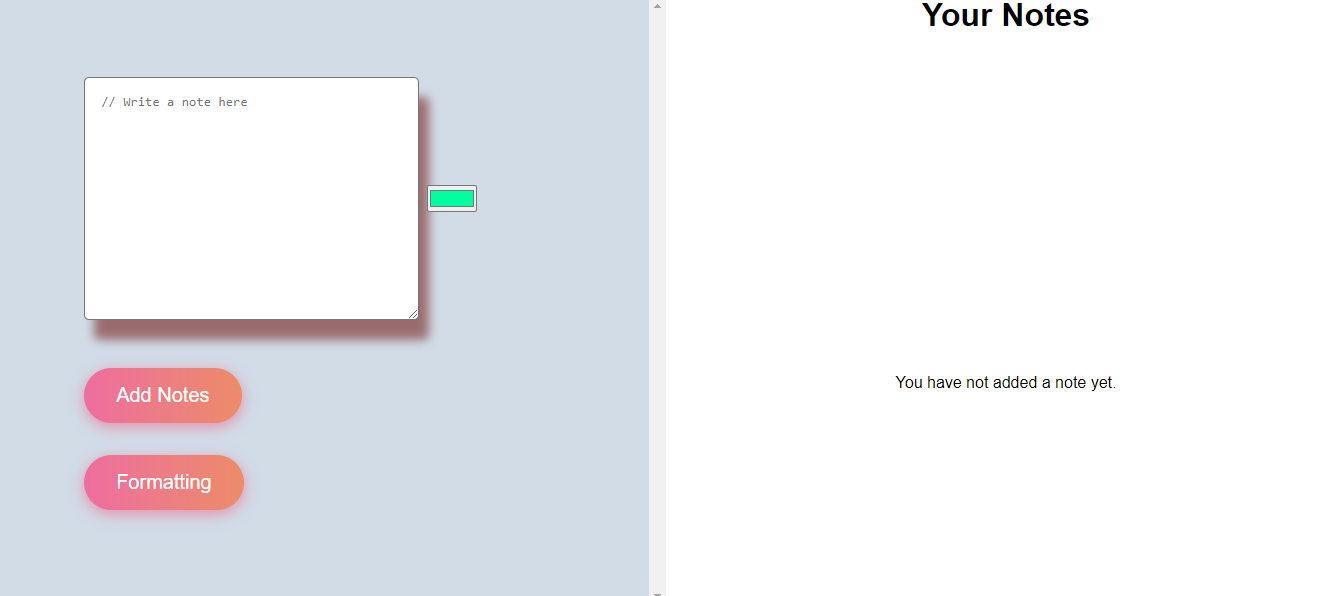 // Write a note here
Add Notes
Formatting
Your Notes
You have not added a note yet.